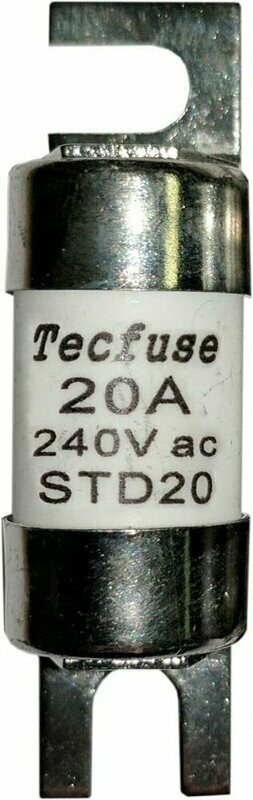 Tecfuse
20A
240V ac
STD20